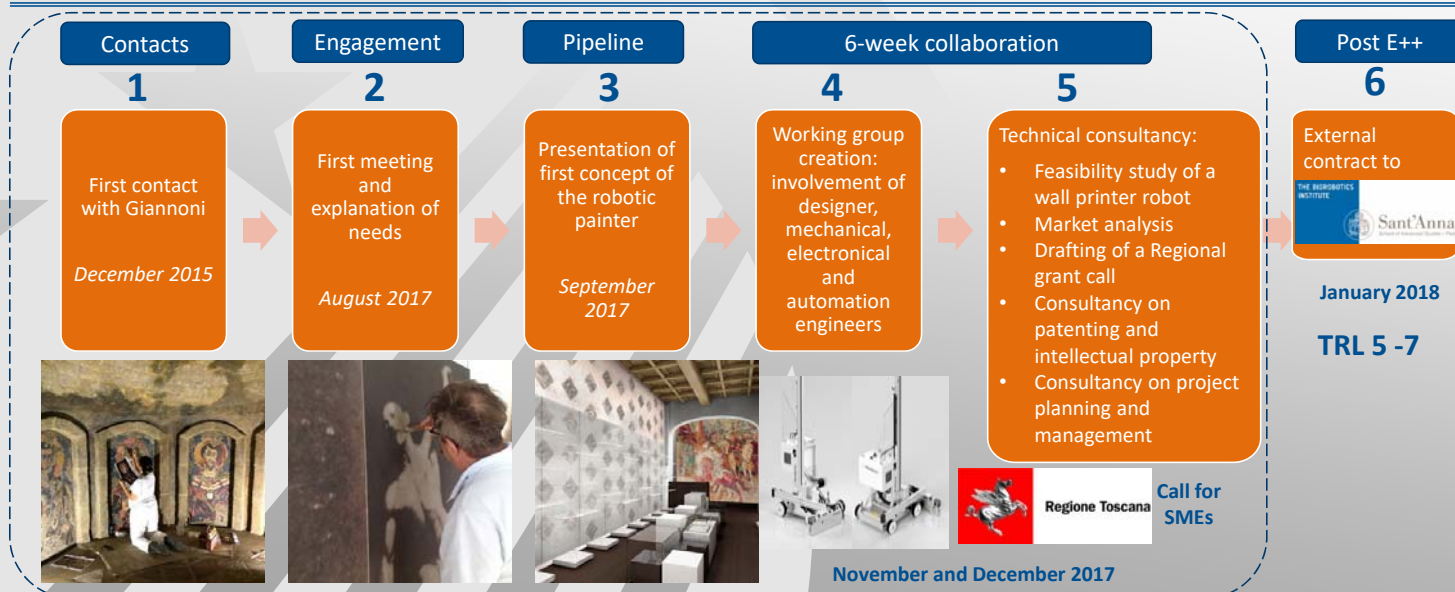 Contacts
1
First contact
with Giannoni
December 2015
Engagement
2
First meeting
and
explanation of
needs
August 2017
Pipeline
3
Presentation of
first concept of
the robotic
painter
September
2017
6-week collaboration
4
Working group
creation:
involvement of
designer,
mechanical,
electronical
and
automation
engineers
5
Technical consultancy:
• Feasibility study of a
wall printer robot
• Market analysis
• Drafting of a Regional
grant call
• Consultancy on
patenting and
intellectual property
• Consultancy on project
planning and
management
Regione Toscana
Call for
SMEs
November and December 2017
Post E++
6
External
contract to
THE BIOROBOTICS
INSTITUTE
Sant'Anna
January 2018
TRL 5 -7